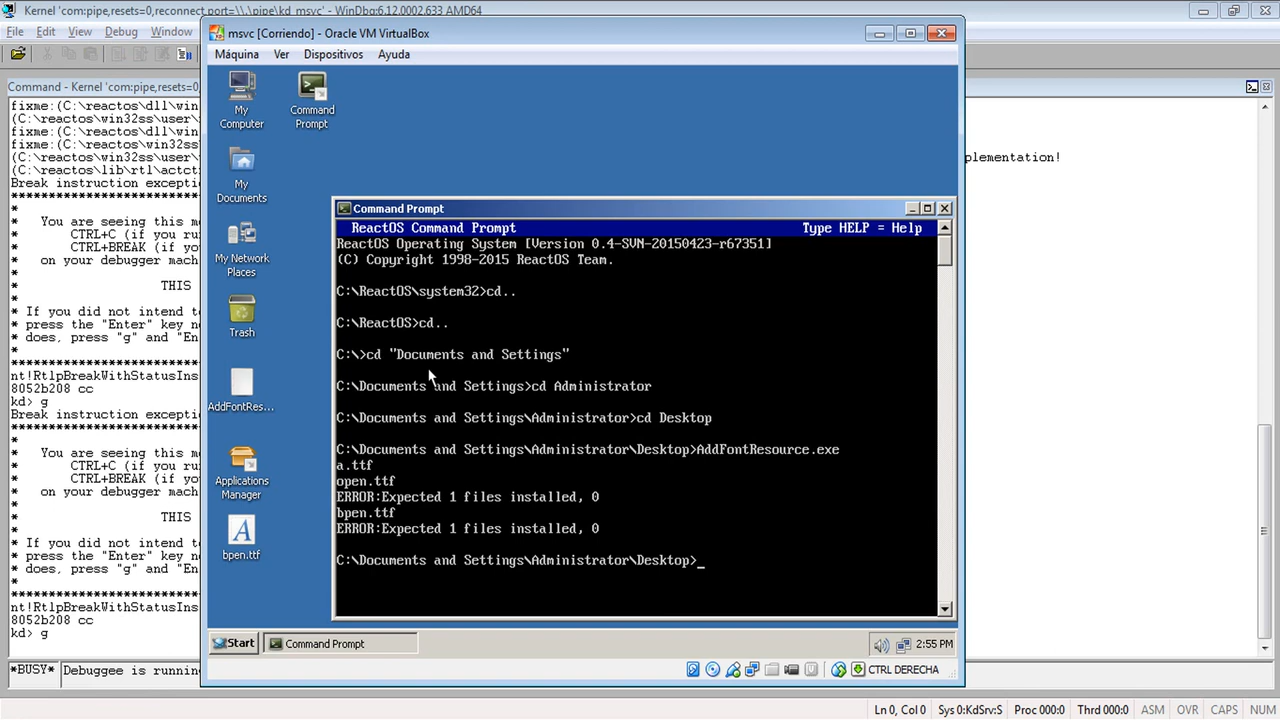 Kernel 'com:pipe,resets=0,reconnect,port=\\.\pipe\kd_msvc' - WinDbg:6.12.0002.633 AMD64
File Edit View Debug Window
Command - Kernel 'com:pipe,resets=0,
fixme:(C:\reactos\dll\win
(C:\reactos\win32ss\user\
fixme:(C:\reactos\dll\win
fixme:(C:\reactos\win32ss
(C:\reactos\win32ss\user\
plementation!
(C:\reactos\lib\rtl\actct
Break instruction exceptio
**************************
* You are seeing this m
* CTRL+C (if you ru
* CTRL+BREAK (if yo
* on your debugger mach
* THIS
* If you did not intend t
* press the "Enter" key n
* does, press "g" and "En
**************************
nt!RtlpBreakWithStatusIns
8052b208 cc
kd> g
Break instruction exceptio
**************************
* You are seeing this m
* CTRL+C (if you ru
* CTRL+BREAK (if yo
* on your debugger mach
* THIS
* If you did not intend t
* press the "Enter" key n
* does, press "g" and "En
**************************
nt!RtlpBreakWithStatusIns
8052b208 cc
kd> g
*BUSY* Debuggee is runnin
msvc [Corriendo] - Oracle VM VirtualBox
Máquina Ver Dispositivos Ayuda
My Computer
Command Prompt
My Documents
My Network Places
Trash
AddFontRes...
Applications Manager
bpen.ttf
Command Prompt
ReactOS Command Prompt Type HELP = Help
ReactOS Operating System [Version 0.4-SVN-20150423-r67351]
(C) Copyright 1998-2015 ReactOS Team.
C:\ReactOS\system32>cd..
C:\ReactOS>cd..
C:\>cd "Documents and Settings"
C:\Documents and Settings>cd Administrator
C:\Documents and Settings\Administrator>cd Desktop
C:\Documents and Settings\Administrator\Desktop>AddFontResource.exe
a.ttf
open.ttf
ERROR:Expected 1 files installed, 0
bpen.ttf
ERROR:Expected 1 files installed, 0
C:\Documents and Settings\Administrator\Desktop>_
Start Command Prompt 2:55 PM
CTRL DERECHA
Ln 0, Col 0 Sys 0:KdSrv:S Proc 000:0 Thrd 000:0 ASM OVR CAPS NUM